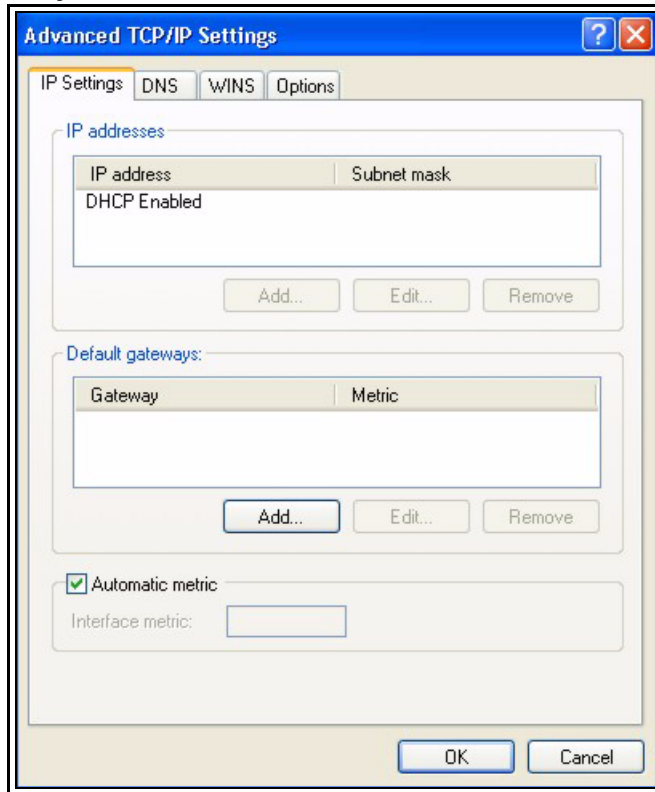 Advanced TCP/IP Settings
IP Settings DNS WINS Options
IP addresses
IP address Subnet mask
DHCP Enabled
Add... Edit... Remove
Default gateways:
Gateway Metric
Add... Edit... Remove
Automatic metric
Interface metric:
OK Cancel